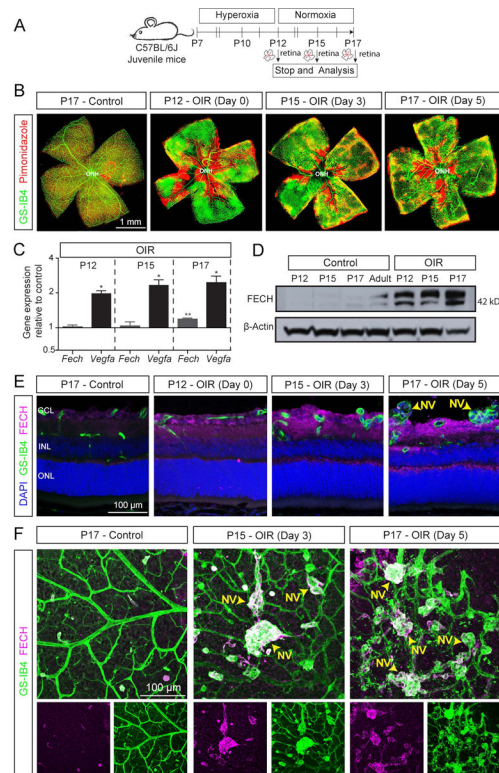 A
Hyperoxia
Normoxia
C57BL/6J
Juvenile mice
P7
P10
P12
P15
P17
retina
retina
retina
Stop and Analysis
B
P17 - Control
P12 - OIR (Day 0)
P15 - OIR (Day 3)
P17 - OIR (Day 5)
GS-IB4 Pimonidazole
ONH
ONH
ONH
ONH
1 mm
C
OIR
P12
P15
P17
Gene expression
relative to control
4
2
1
0.5
*
*
**
*
Fech
Vegfa
Fech
Vegfa
Fech
Vegfa
D
Control
OIR
P12
P15
P17
Adult
P12
P15
P17
FECH
42 kD
β-Actin
E
P17 - Control
P12 - OIR (Day 0)
P15 - OIR (Day 3)
P17 - OIR (Day 5)
DAPI GS-IB4 FECH
GCL
INL
ONL
NV
NV
100 μm
F
P17 - Control
P15 - OIR (Day 3)
P17 - OIR (Day 5)
GS-IB4 FECH
NV
NV
NV
NV
NV
NV
NV
100 μm